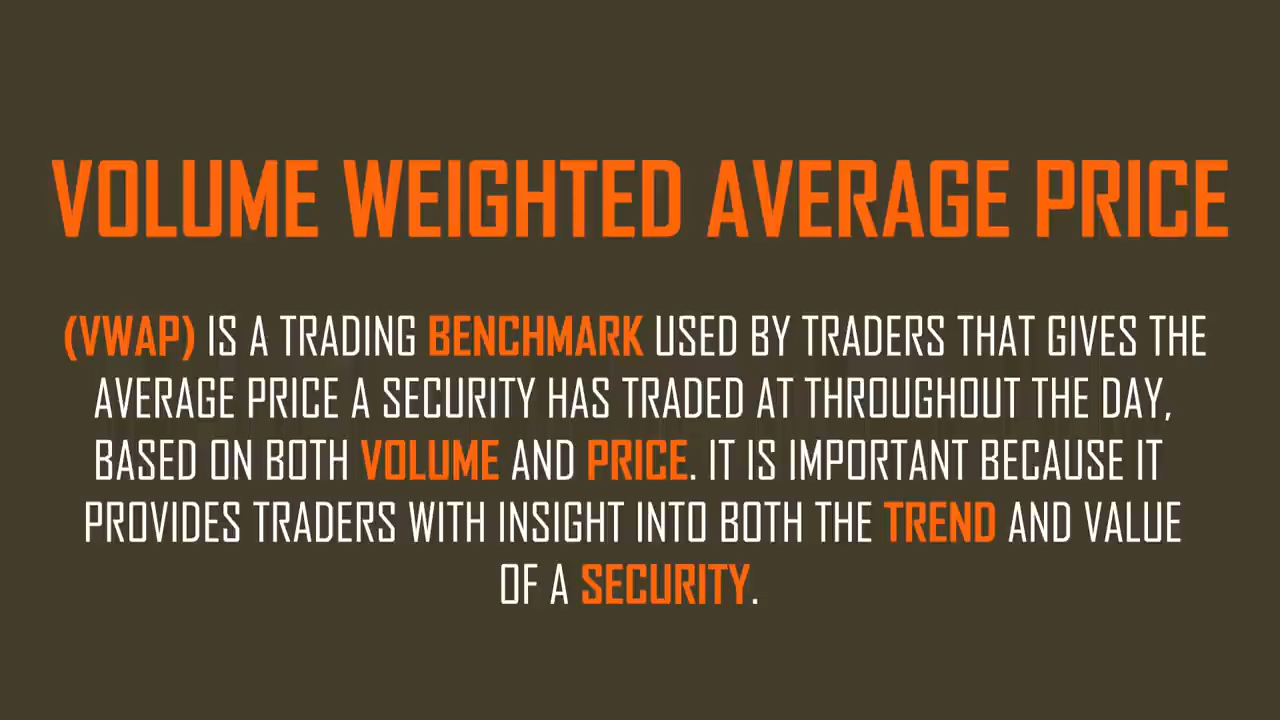 VOLUME WEIGHTED AVERAGE PRICE
(VWAP) IS A TRADING BENCHMARK USED BY TRADERS THAT GIVES THE
AVERAGE PRICE A SECURITY HAS TRADED AT THROUGHOUT THE DAY,
BASED ON BOTH VOLUME AND PRICE. IT IS IMPORTANT BECAUSE IT
PROVIDES TRADERS WITH INSIGHT INTO BOTH THE TREND AND VALUE
OF A SECURITY.